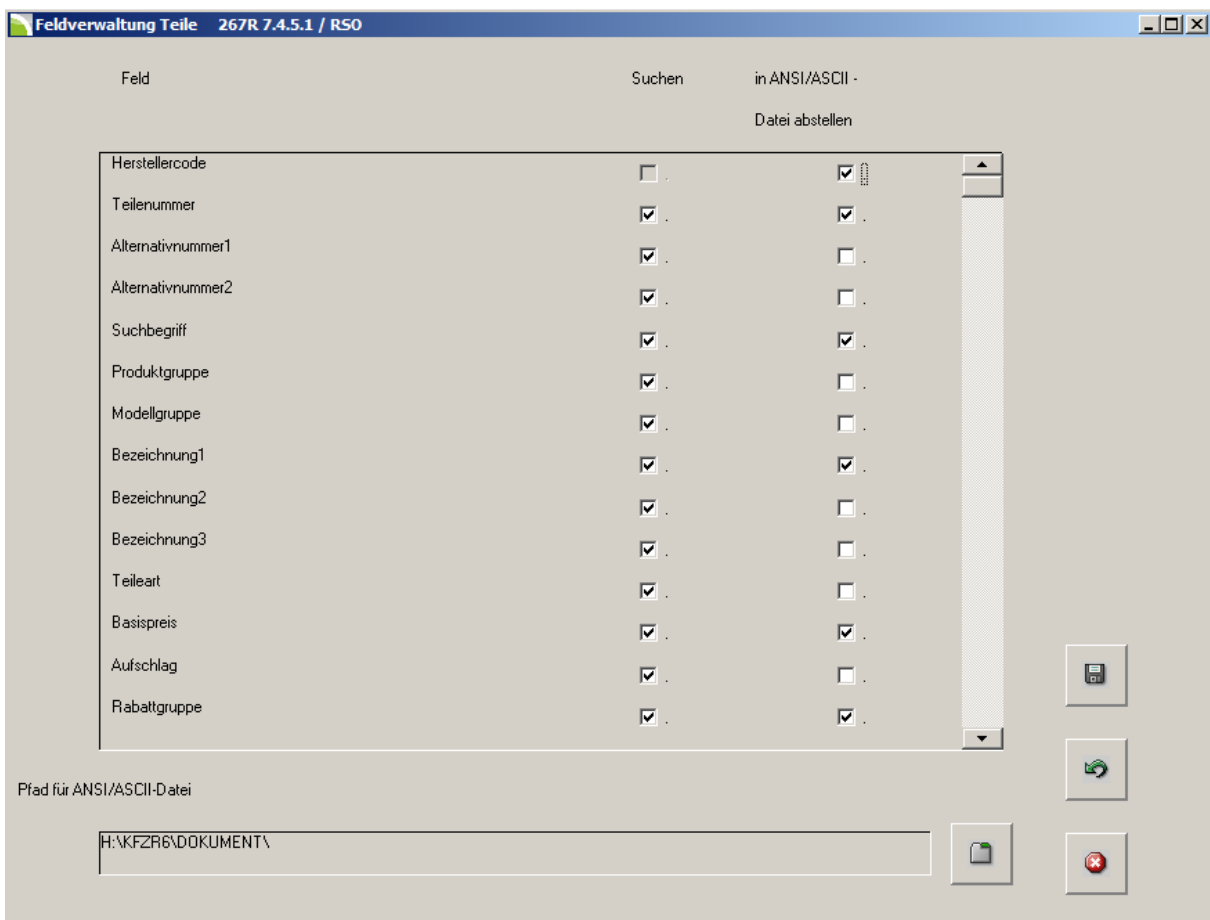 Feldverwaltung Teile 267R 7.4.5.1 / RSO
Feld Suchen in ANSI/ASCII -
Datei abstellen
Herstellercode . .
Teilenummer . .
Alternativnummer1 . .
Alternativnummer2 . .
Suchbegriff . .
Produktgruppe . .
Modellgruppe . .
Bezeichnung1 . .
Bezeichnung2 . .
Bezeichnung3 . .
Teileart . .
Basispreis . .
Aufschlag . .
Rabattgruppe . .
Pfad für ANSI/ASCII-Datei
H:\KFZR6\DOKUMENT\